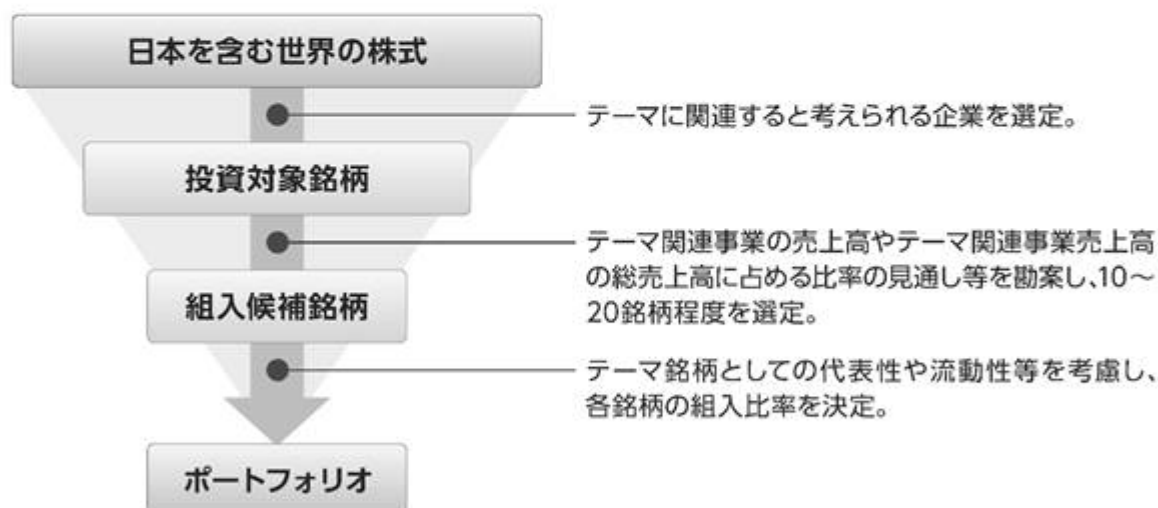 日本を含む世界の株式
テーマに関連すると考えられる企業を選定。
投資対象銘柄
テーマ関連事業の売上高やテーマ関連事業売上高
の総売上高に占める比率の見通し等を勘案し、10～
20銘柄程度を選定。
組入候補銘柄
テーマ銘柄としての代表性や流動性等を考慮し、
各銘柄の組入比率を決定。
ポートフォリオ